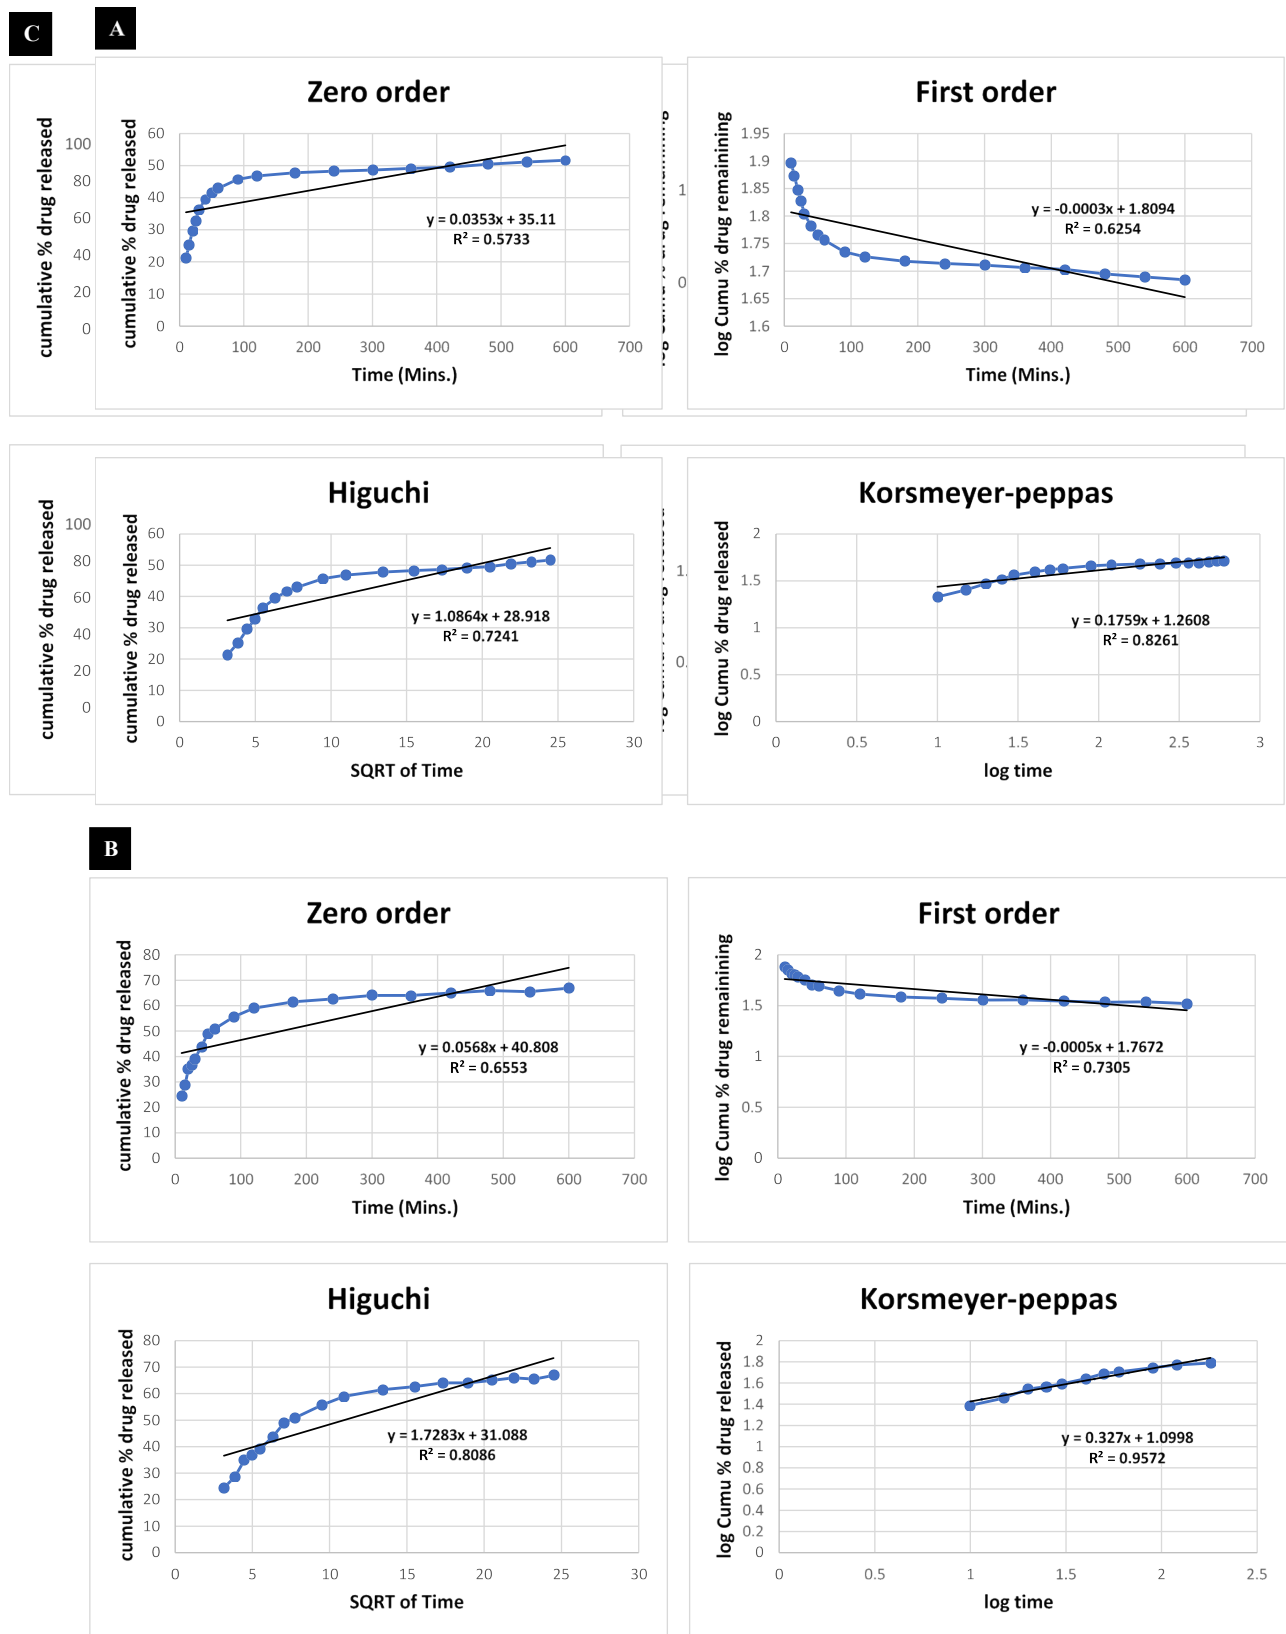 C
A
cumulative % drug released
100
80
60
40
20
0
Zero order
cumulative % drug released
60
50
40
30
20
10
0
0 100 200 300 400 500 600 700
Time (Mins.)
y = 0.0353x + 35.11
R² = 0.5733
1
0
First order
log Cumu % drug remainining
1.95
1.9
1.85
1.8
1.75
1.7
1.65
1.6
0 100 200 300 400 500 600 700
Time (Mins.)
y = -0.0003x + 1.8094
R² = 0.6254
cumulative % drug released
100
80
60
40
20
0
Higuchi
cumulative % drug released
60
50
40
30
20
10
0
0 5 10 15 20 25 30
SQRT of Time
y = 1.0864x + 28.918
R² = 0.7241
1.
0.
Korsmeyer-peppas
log Cumu % drug released
2
1.5
1
0.5
0
0 0.5 1 1.5 2 2.5 3
log time
y = 0.1759x + 1.2608
R² = 0.8261
B
Zero order
cumulative % drug released
80
70
60
50
40
30
20
10
0
0 100 200 300 400 500 600 700
Time (Mins.)
y = 0.0568x + 40.808
R² = 0.6553
First order
log Cumu % drug remainining
2
1.5
1
0.5
0
0 100 200 300 400 500 600 700
Time (Mins.)
y = -0.0005x + 1.7672
R² = 0.7305
Higuchi
cumulative % drug released
80
70
60
50
40
30
20
10
0
0 5 10 15 20 25 30
SQRT of Time
y = 1.7283x + 31.088
R² = 0.8086
Korsmeyer-peppas
log Cumu % drug released
2
1.8
1.6
1.4
1.2
1
0.8
0.6
0.4
0.2
0
0 0.5 1 1.5 2 2.5
log time
y = 0.327x + 1.0998
R² = 0.9572